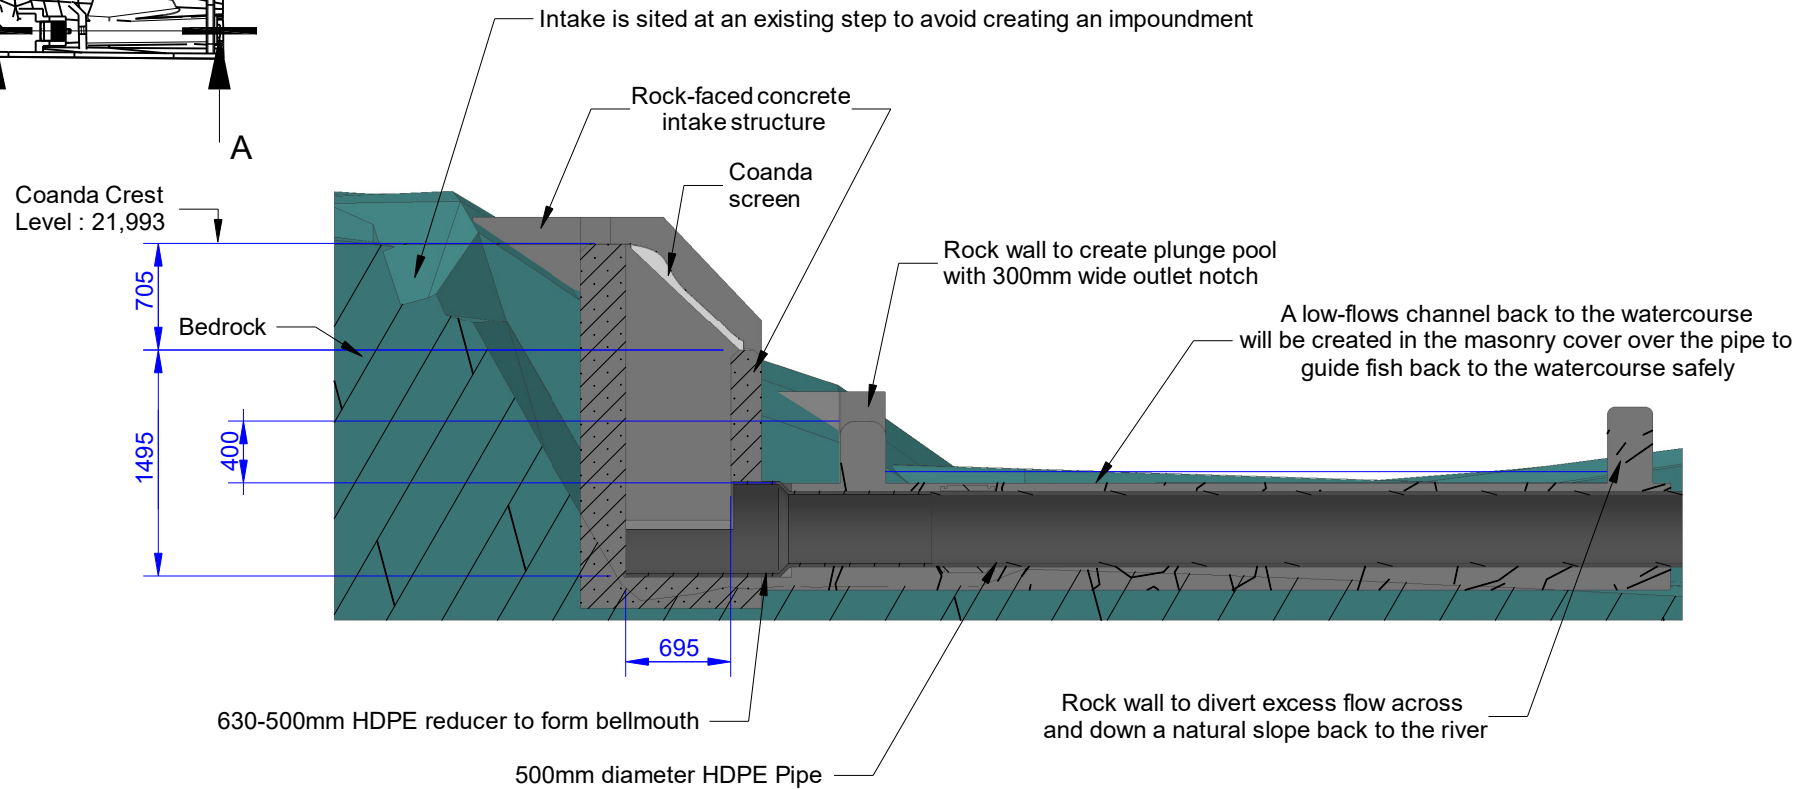 Intake is sited at an existing step to avoid creating an impoundment
Rock-faced concrete
intake structure
A
Coanda
screen
Coanda Crest
Level : 21,993
Rock wall to create plunge pool
with 300mm wide outlet notch
705
A low-flows channel back to the watercourse
will be created in the masonry cover over the pipe to
guide fish back to the watercourse safely
Bedrock
1495
400
695
630-500mm HDPE reducer to form bellmouth
Rock wall to divert excess flow across
and down a natural slope back to the river
500mm diameter HDPE Pipe